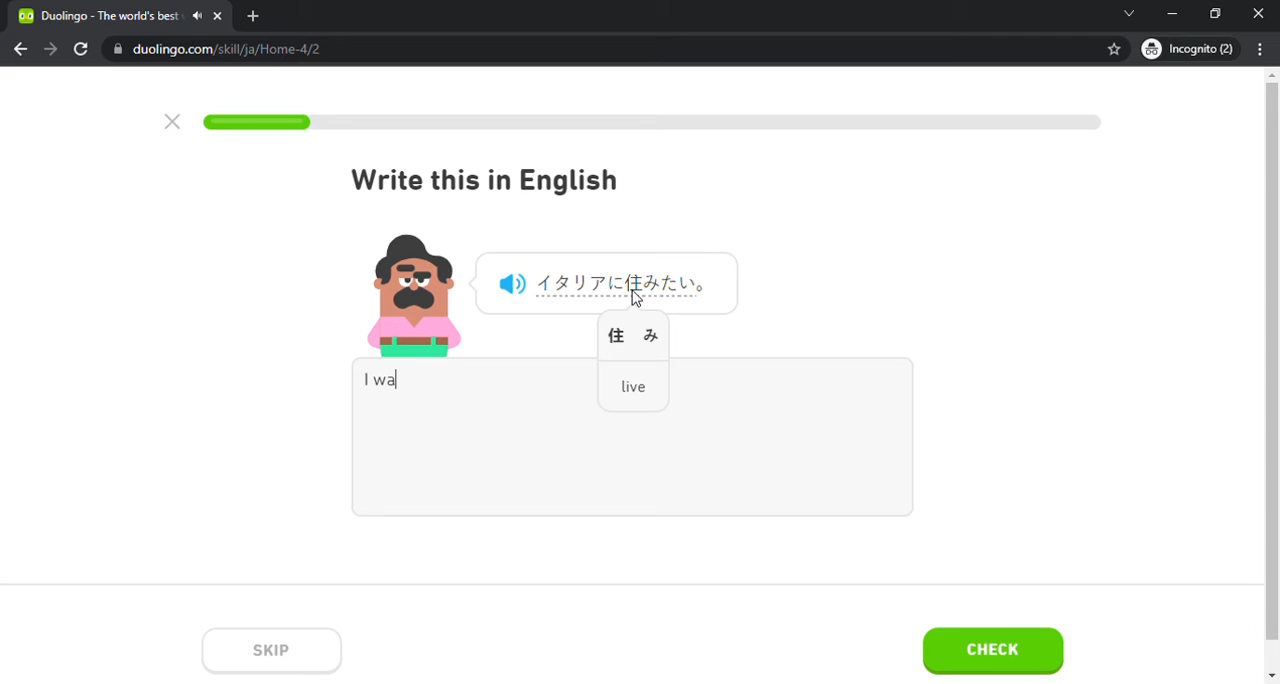 Duolingo - The world's best
duolingo.com/skill/ja/Home-4/2
Incognito (2)
Write this in English
イタリアに住みたい。
住 み
live
I wa
SKIP
CHECK